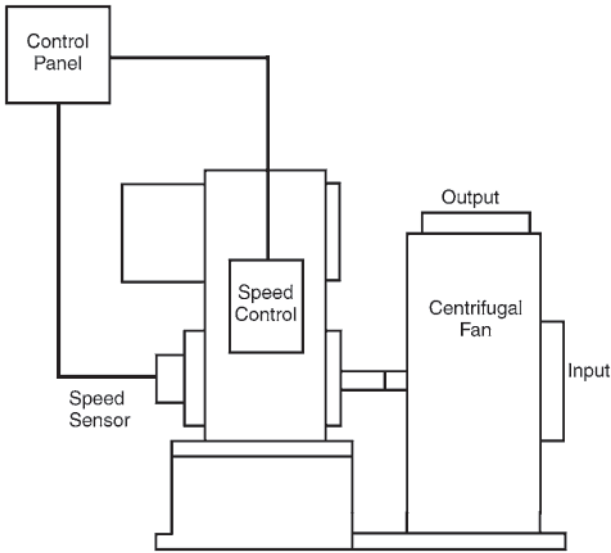 Control
Panel
Output
Speed
Control
Centrifugal
Fan
Input
Speed
Sensor